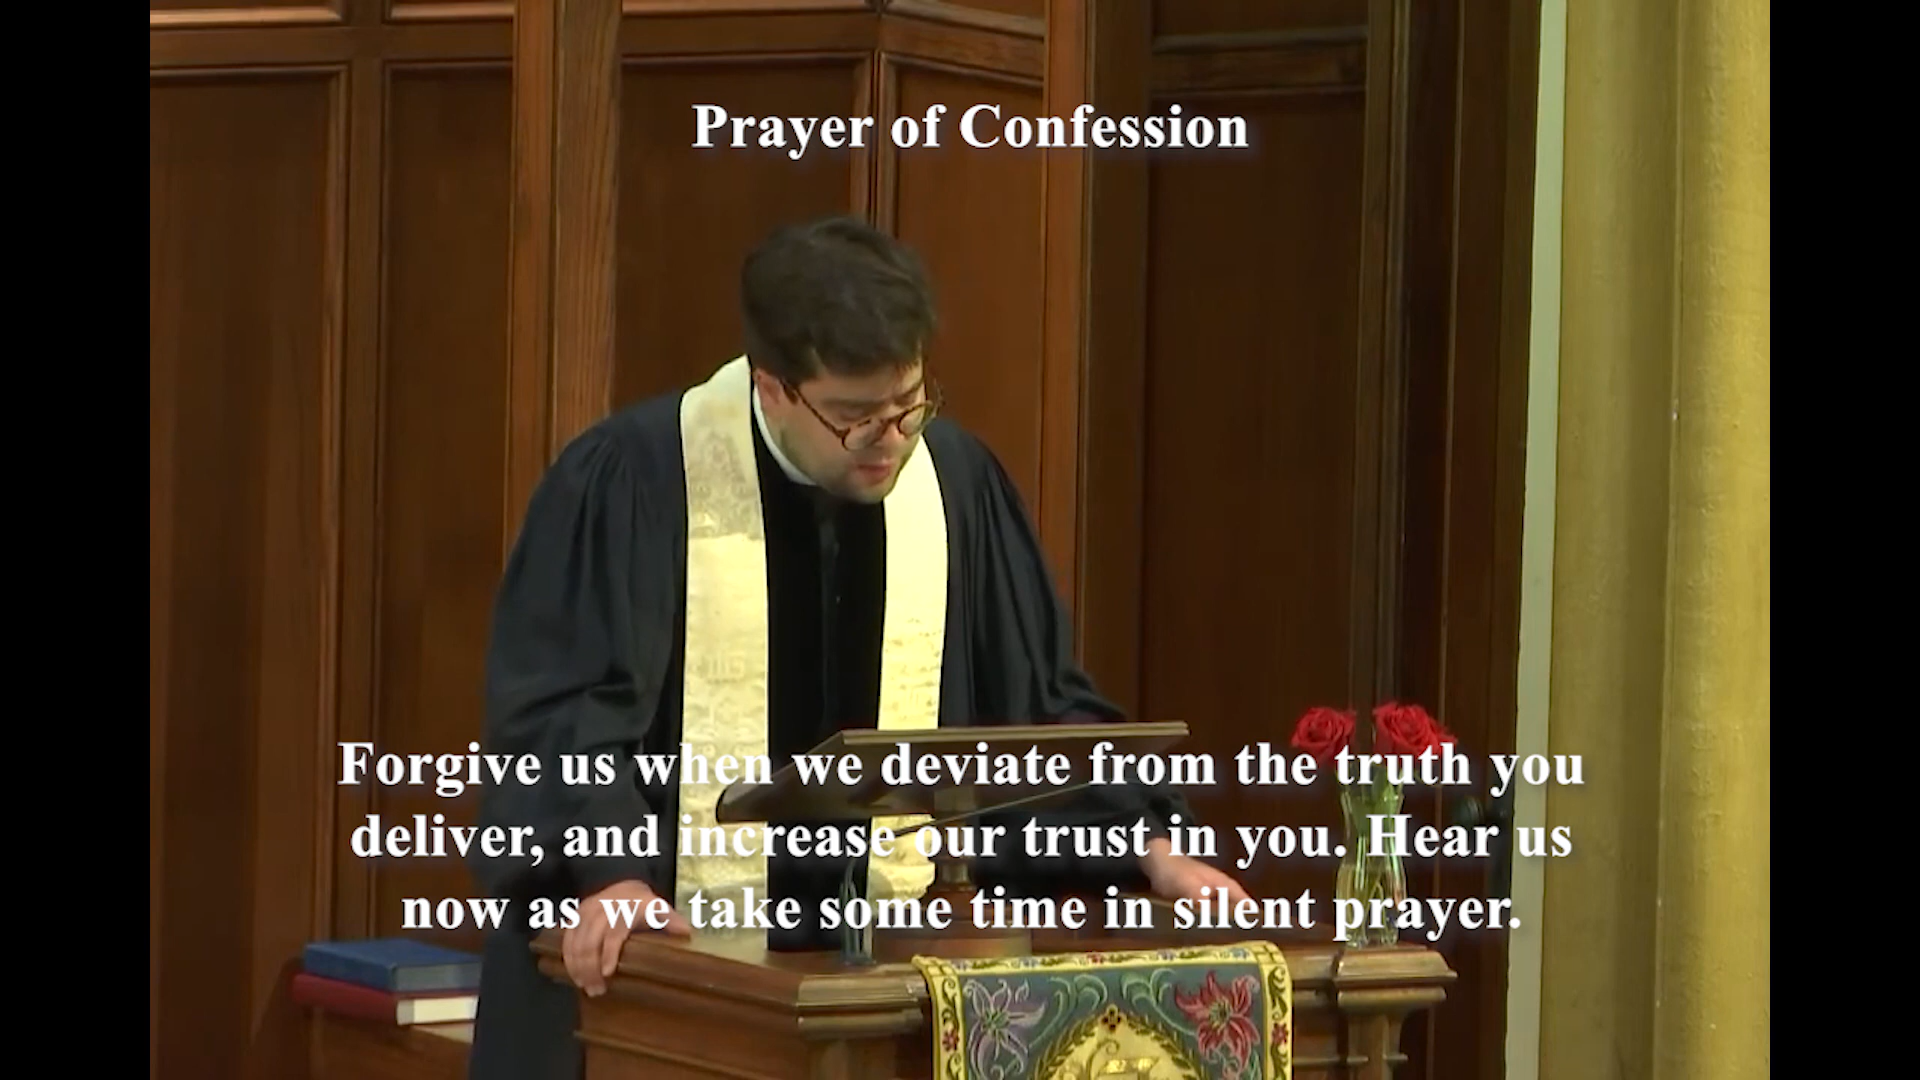 Prayer of Confession
Forgive us when we deviate from the truth you
deliver, and increase our trust in you. Hear us
now as we take some time in silent prayer.